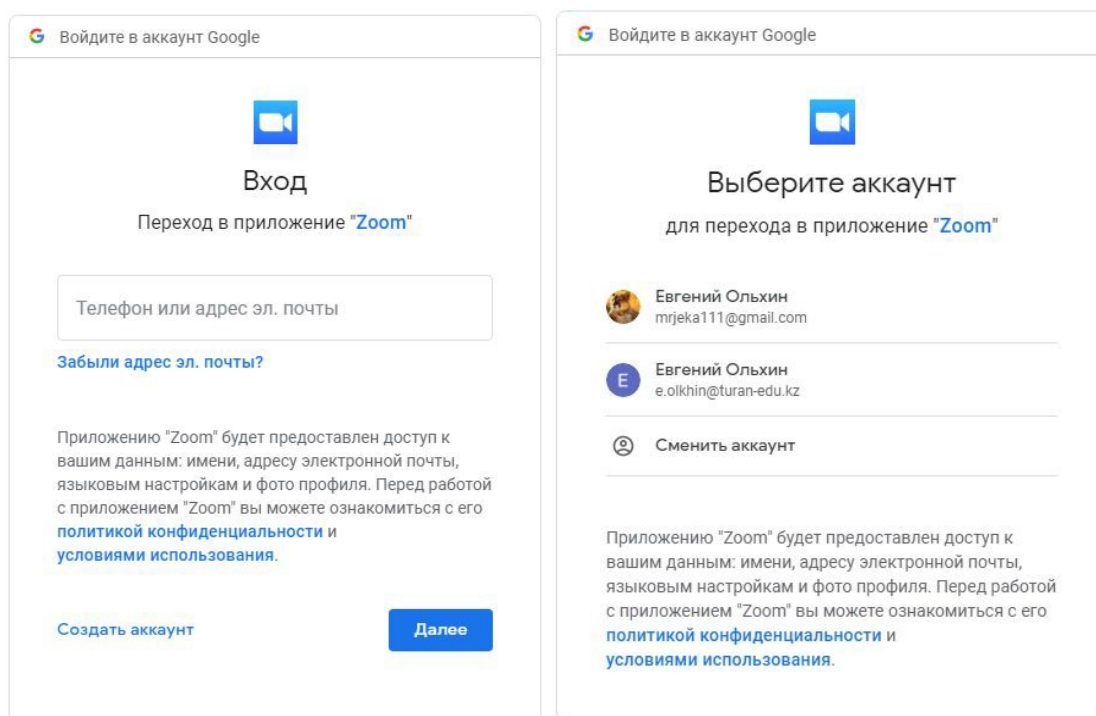 Войдите в аккаунт Google
Вход
Переход в приложение "Zoom"
Телефон или адрес эл. почты
Забыли адрес эл. почты?
Приложению "Zoom" будет предоставлен доступ к
вашим данным: имени, адресу электронной почты,
языковым настройкам и фото профиля. Перед работой
с приложением "Zoom" вы можете ознакомиться с его
политикой конфиденциальности и
условиями использования.
Создать аккаунт
Далее
Войдите в аккаунт Google
Выберите аккаунт
для перехода в приложение "Zoom"
Евгений Ольхин
mrjeka111@gmail.com
E
Евгений Ольхин
e.olkhin@turan-edu.kz
Сменить аккаунт
Приложению "Zoom" будет предоставлен доступ к
вашим данным: имени, адресу электронной почты,
языковым настройкам и фото профиля. Перед работой
с приложением "Zoom" вы можете ознакомиться с его
политикой конфиденциальности и
условиями использования.